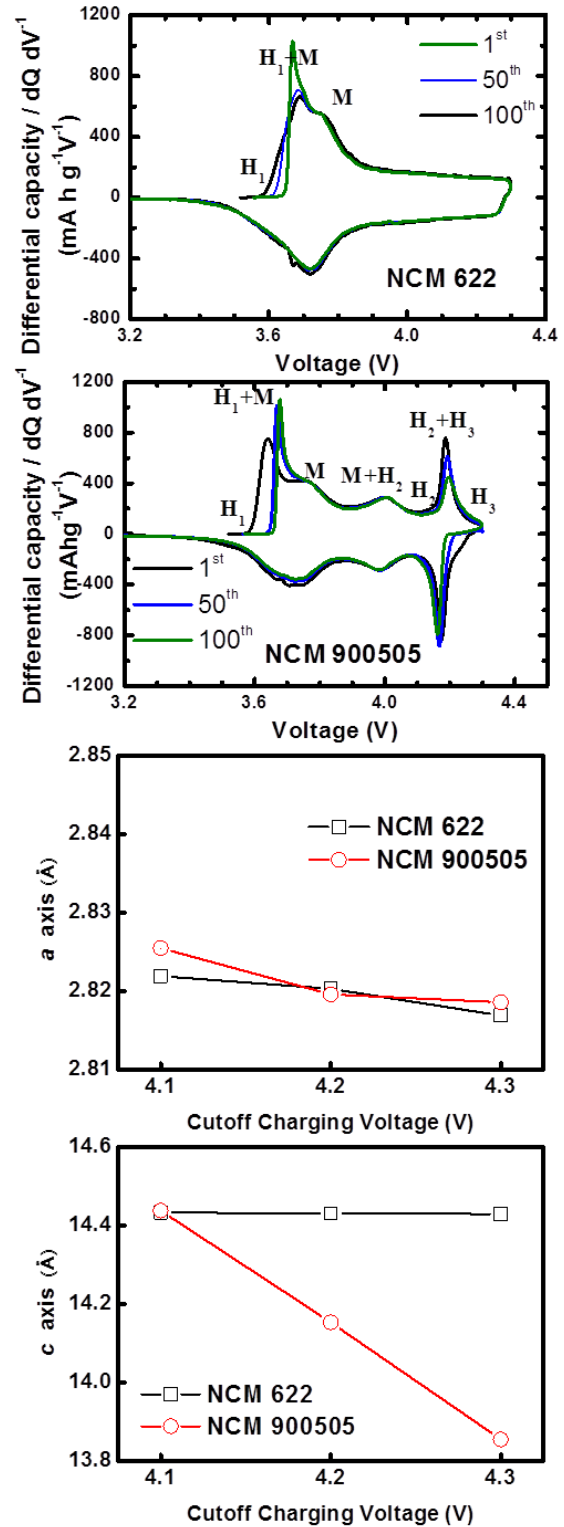 1200
800
400
0
-400
-800
3.2
3.6
4.0
4.4
Differential capacity / dQ dV⁻¹
(mA h g⁻¹V⁻¹)
Voltage (V)
H₁+M
M
H₁
1ˢᵗ
50ᵗʰ
100ᵗʰ
NCM 622
1200
800
400
0
-400
-800
-1200
3.2
3.6
4.0
4.4
Differential capacity / dQ dV⁻¹
(mAhg⁻¹V⁻¹)
Voltage (V)
H₁+M
H₂+H₃
M
M+H₂
H₁
H₂
H₃
1ˢᵗ
50ᵗʰ
100ᵗʰ
NCM 900505
2.85
2.84
2.83
2.82
2.81
4.1
4.2
4.3
a axis (Å)
Cutoff Charging Voltage (V)
NCM 622
NCM 900505
14.6
14.4
14.2
14.0
13.8
4.1
4.2
4.3
c axis (Å)
Cutoff Charging Voltage (V)
NCM 622
NCM 900505